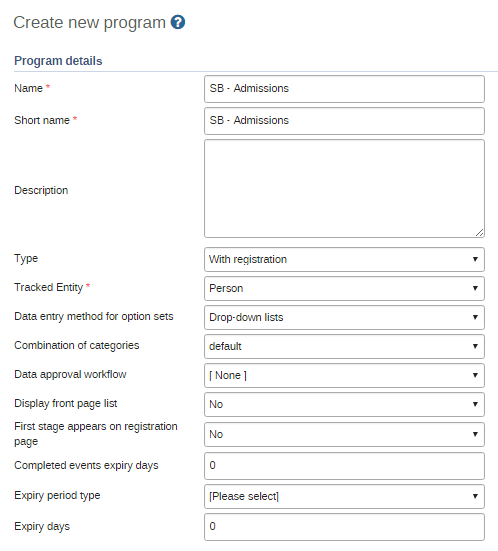 Create new program ?
Program details
Name * SB - Admissions
Short name * SB - Admissions
Description
Type With registration
Tracked Entity * Person
Data entry method for option sets Drop-down lists
Combination of categories default
Data approval workflow [ None ]
Display front page list No
First stage appears on registration
page No
Completed events expiry days 0
Expiry period type [Please select]
Expiry days 0